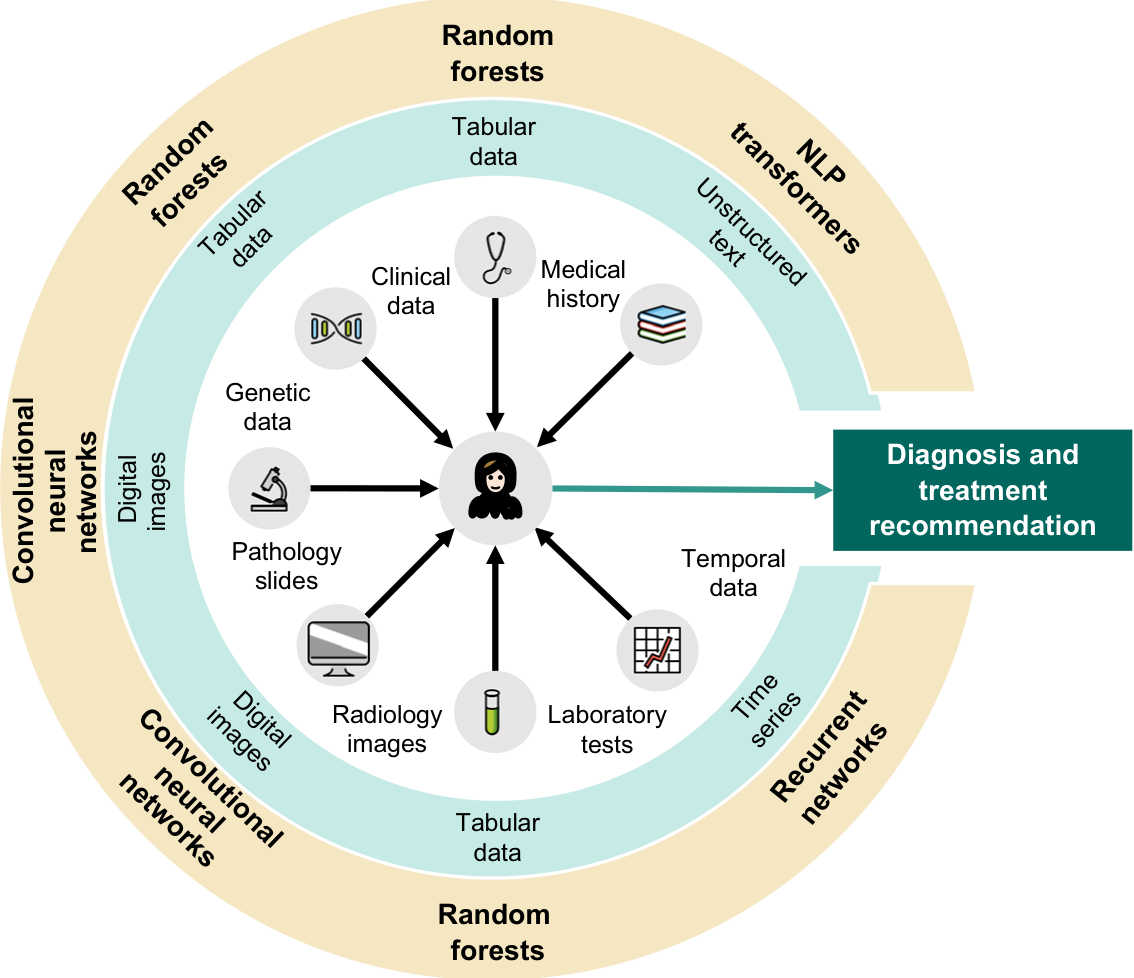 Random
forests
Tabular
data
NLP
transformers
Unstructured
text
Random
forests
Tabular
data
Clinical
data
Medical
history
Genetic
data
Convolutional
neural
networks
Digital
images
Diagnosis and
treatment
recommendation
Pathology
slides
Temporal
data
Radiology
images
Laboratory
tests
Digital
images
Convolutional
neural
networks
Time
series
Recurrent
networks
Tabular
data
Random
forests